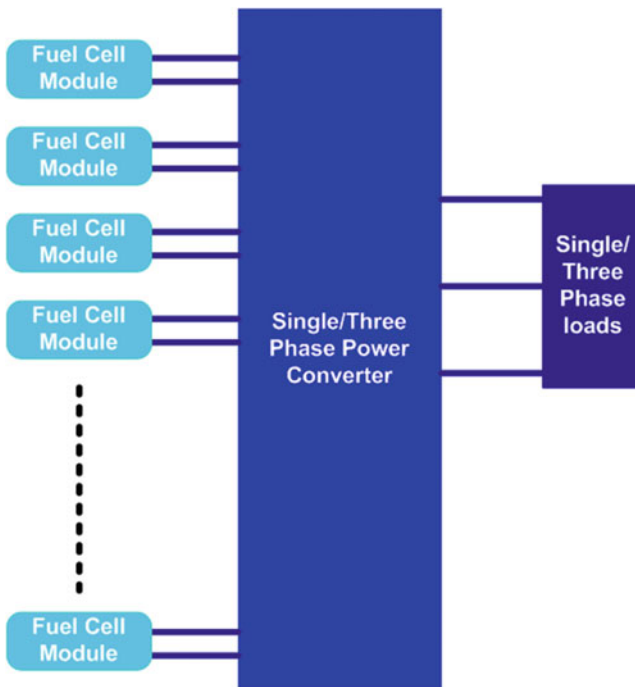 Fuel Cell
Module
Fuel Cell
Module
Fuel Cell
Module
Fuel Cell
Module
Single/Three
Phase Power
Converter
Single/
Three
Phase
loads
Fuel Cell
Module